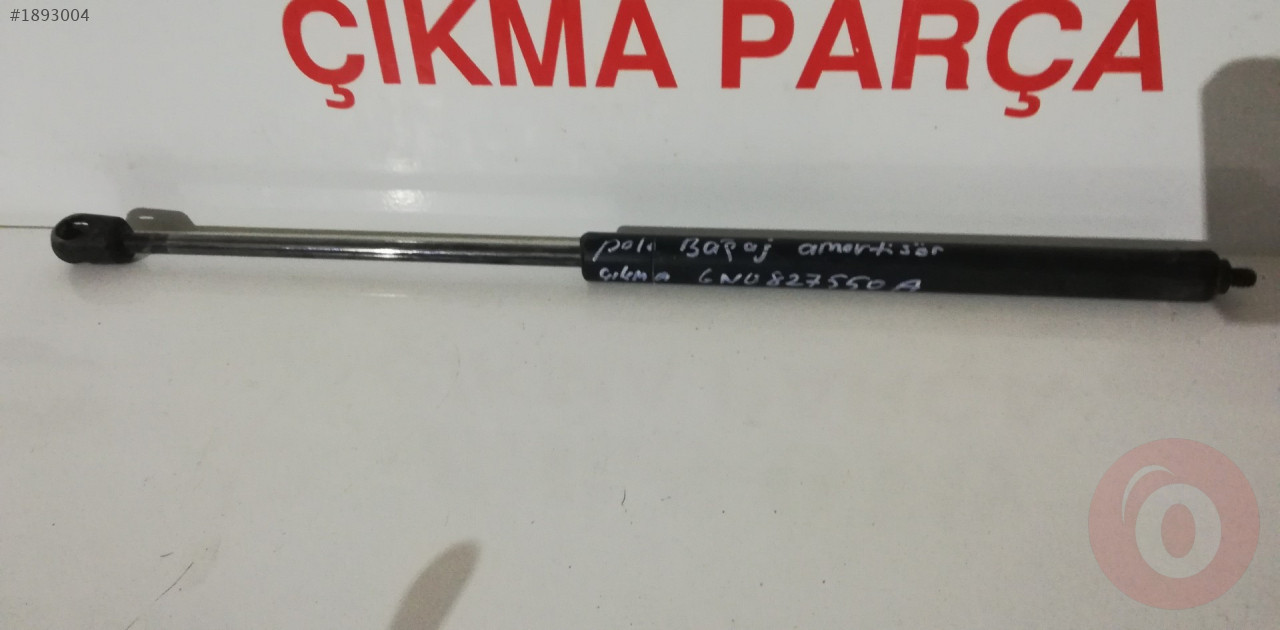 #1893004
ÇIKMA PARÇA
polo Bagaj amortisör
çıkma 6N0827550A